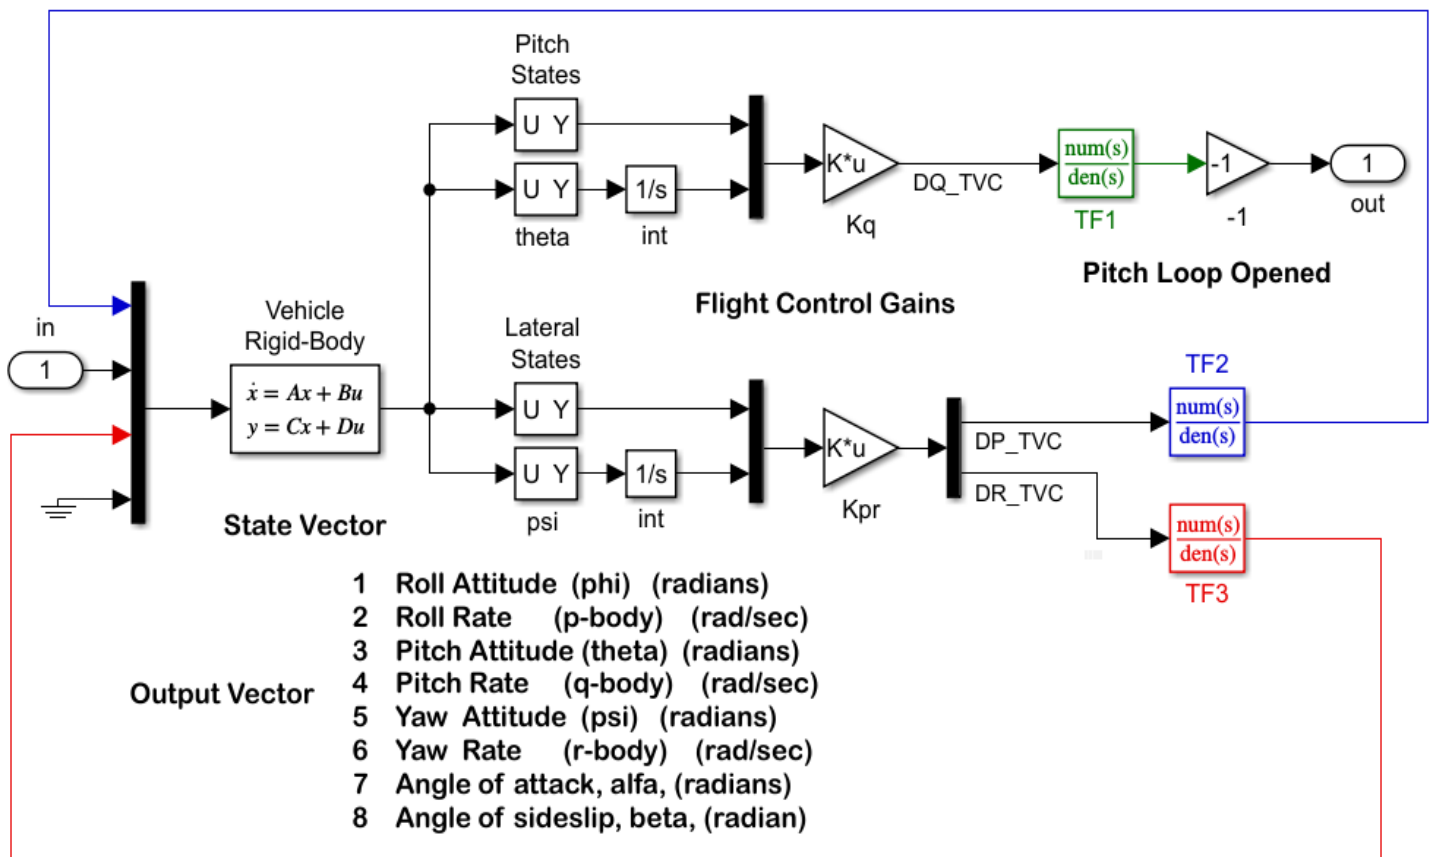 Pitch
States
U Y
U Y
theta
1/s
int
K*u
Kq
DQ_TVC
num(s)
den(s)
TF1
-1
-1
1
out
Pitch Loop Opened
Flight Control Gains
in
1
Vehicle
Rigid-Body
ẋ = Ax + Bu
y = Cx + Du
State Vector
Lateral
States
U Y
U Y
psi
1/s
int
K*u
Kpr
DP_TVC
DR_TVC
TF2
num(s)
den(s)
num(s)
den(s)
TF3
Output Vector
1 Roll Attitude (phi) (radians)
2 Roll Rate (p-body) (rad/sec)
3 Pitch Attitude (theta) (radians)
4 Pitch Rate (q-body) (rad/sec)
5 Yaw Attitude (psi) (radians)
6 Yaw Rate (r-body) (rad/sec)
7 Angle of attack, alfa, (radians)
8 Angle of sideslip, beta, (radian)